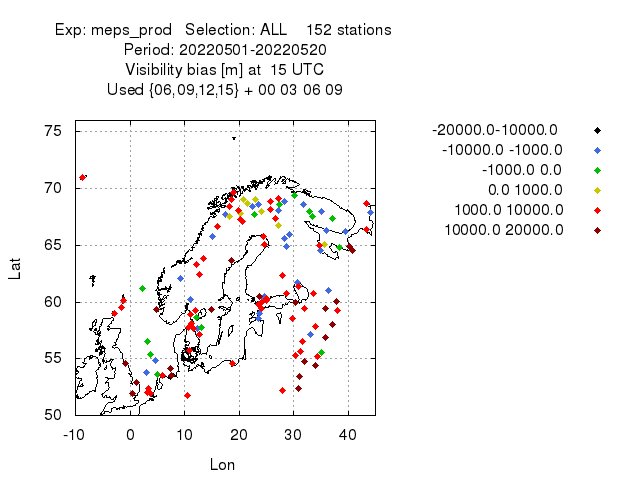 Exp: meps_prod   Selection: ALL    152 stations
Period: 20220501-20220520
Visibility bias [m] at  15 UTC
Used {06,09,12,15} + 00 03 06 09
-20000.0-10000.0
-10000.0 -1000.0
-1000.0 0.0
0.0 1000.0
1000.0 10000.0
10000.0 20000.0
75
70
65
60
55
50
Lat
-10 0 10 20 30 40
Lon